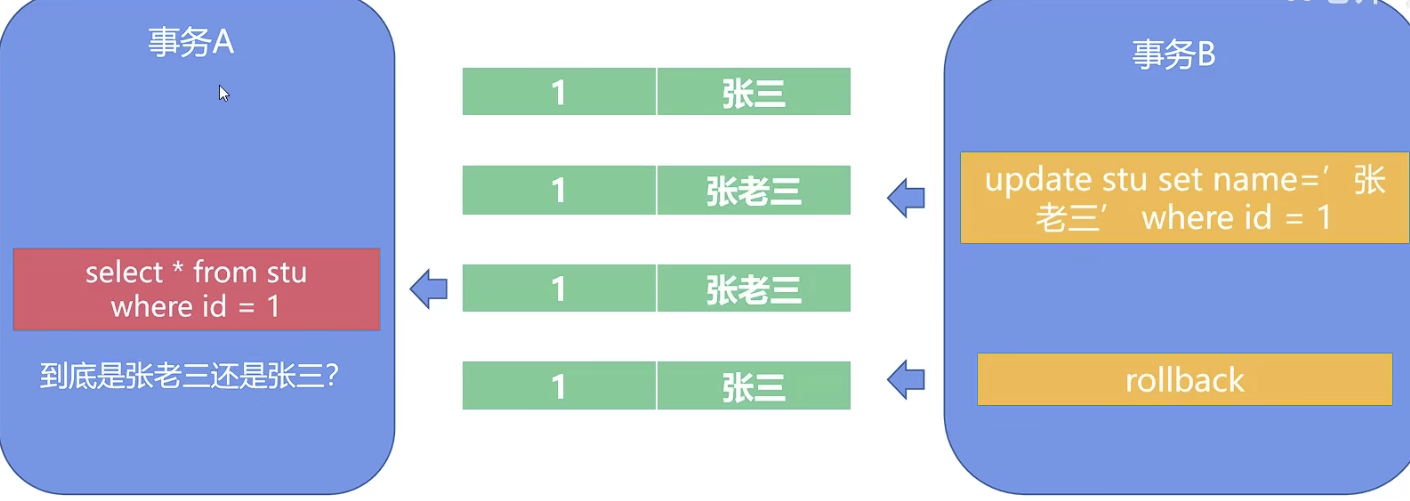 事务A
事务B
1 张三
update stu set name=’张
老三’ where id = 1
1 张老三
select * from stu
where id = 1
1 张老三
到底是张老三还是张三?
1 张三
rollback